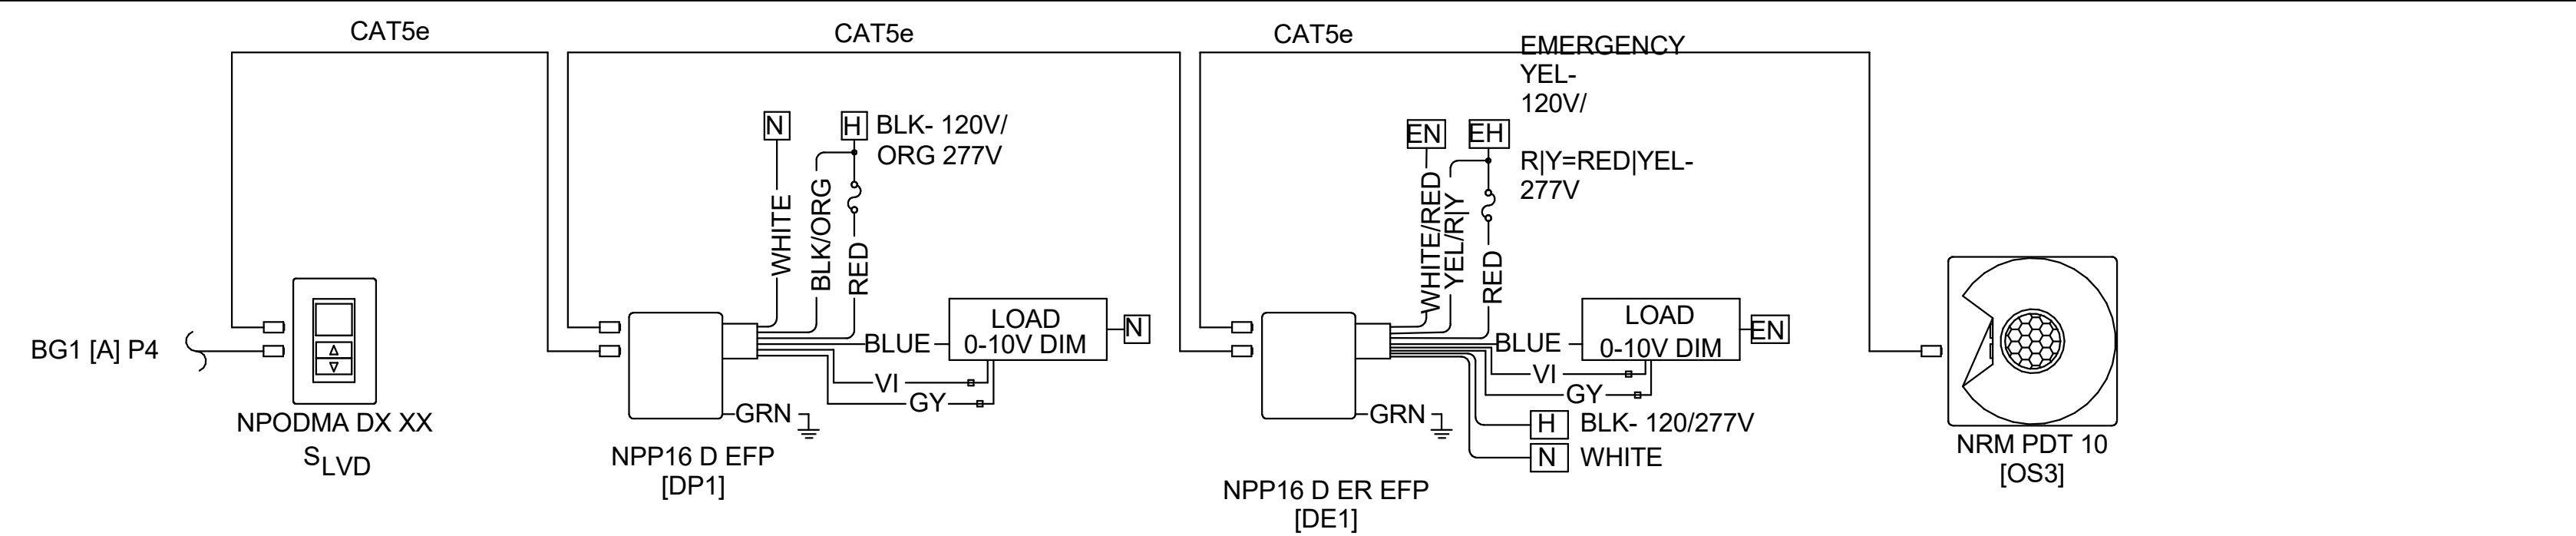 CAT5e
CAT5e
CAT5e
EMERGENCY
YEL-
120V/
N
H
BLK- 120V/
ORG 277V
EN
EH
R|Y=RED|YEL-
277V
WHITE
BLK/ORG
RED
WHITE/RED
YEL/R|Y
RED
BG1 [A] P4
NPODMA DX XX
SLVD
BLUE
LOAD
0-10V DIM
N
VI
GY
GRN
NPP16 D EFP
[DP1]
BLUE
LOAD
0-10V DIM
EN
VI
GY
GRN
H
BLK- 120/277V
N
WHITE
NPP16 D ER EFP
[DE1]
NRM PDT 10
[OS3]